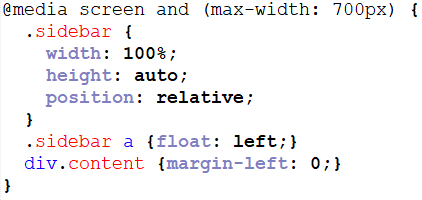 @media screen and (max-width: 700px) {
  .sidebar {
    width: 100%;
    height: auto;
    position: relative;
  }
  .sidebar a {float: left;}
  div.content {margin-left: 0;}
}